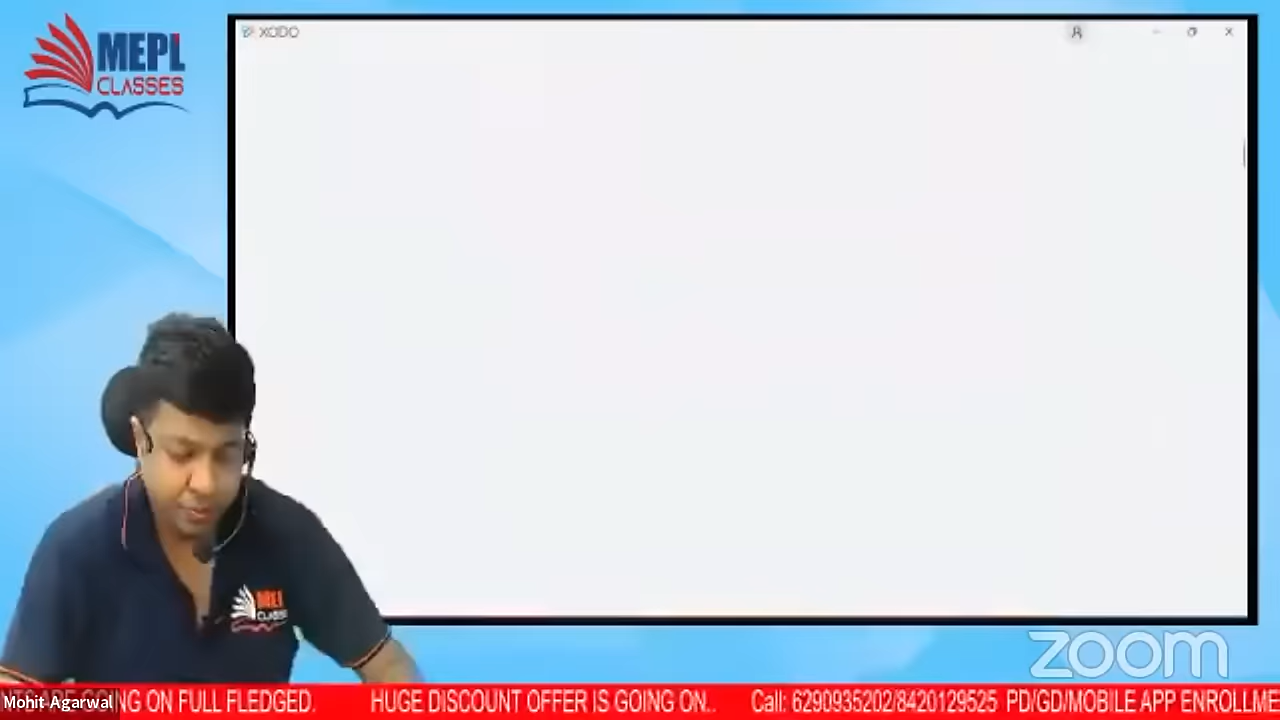 MEPL
CLASSES
XODO
MEPL
CLASSES
zoom
Mohit Agarwal
GOING ON FULL FLEDGED. HUGE DISCOUNT OFFER IS GOING ON.. Call: 6290935202/8420129525 PD/GD/MOBILE APP ENROLLME